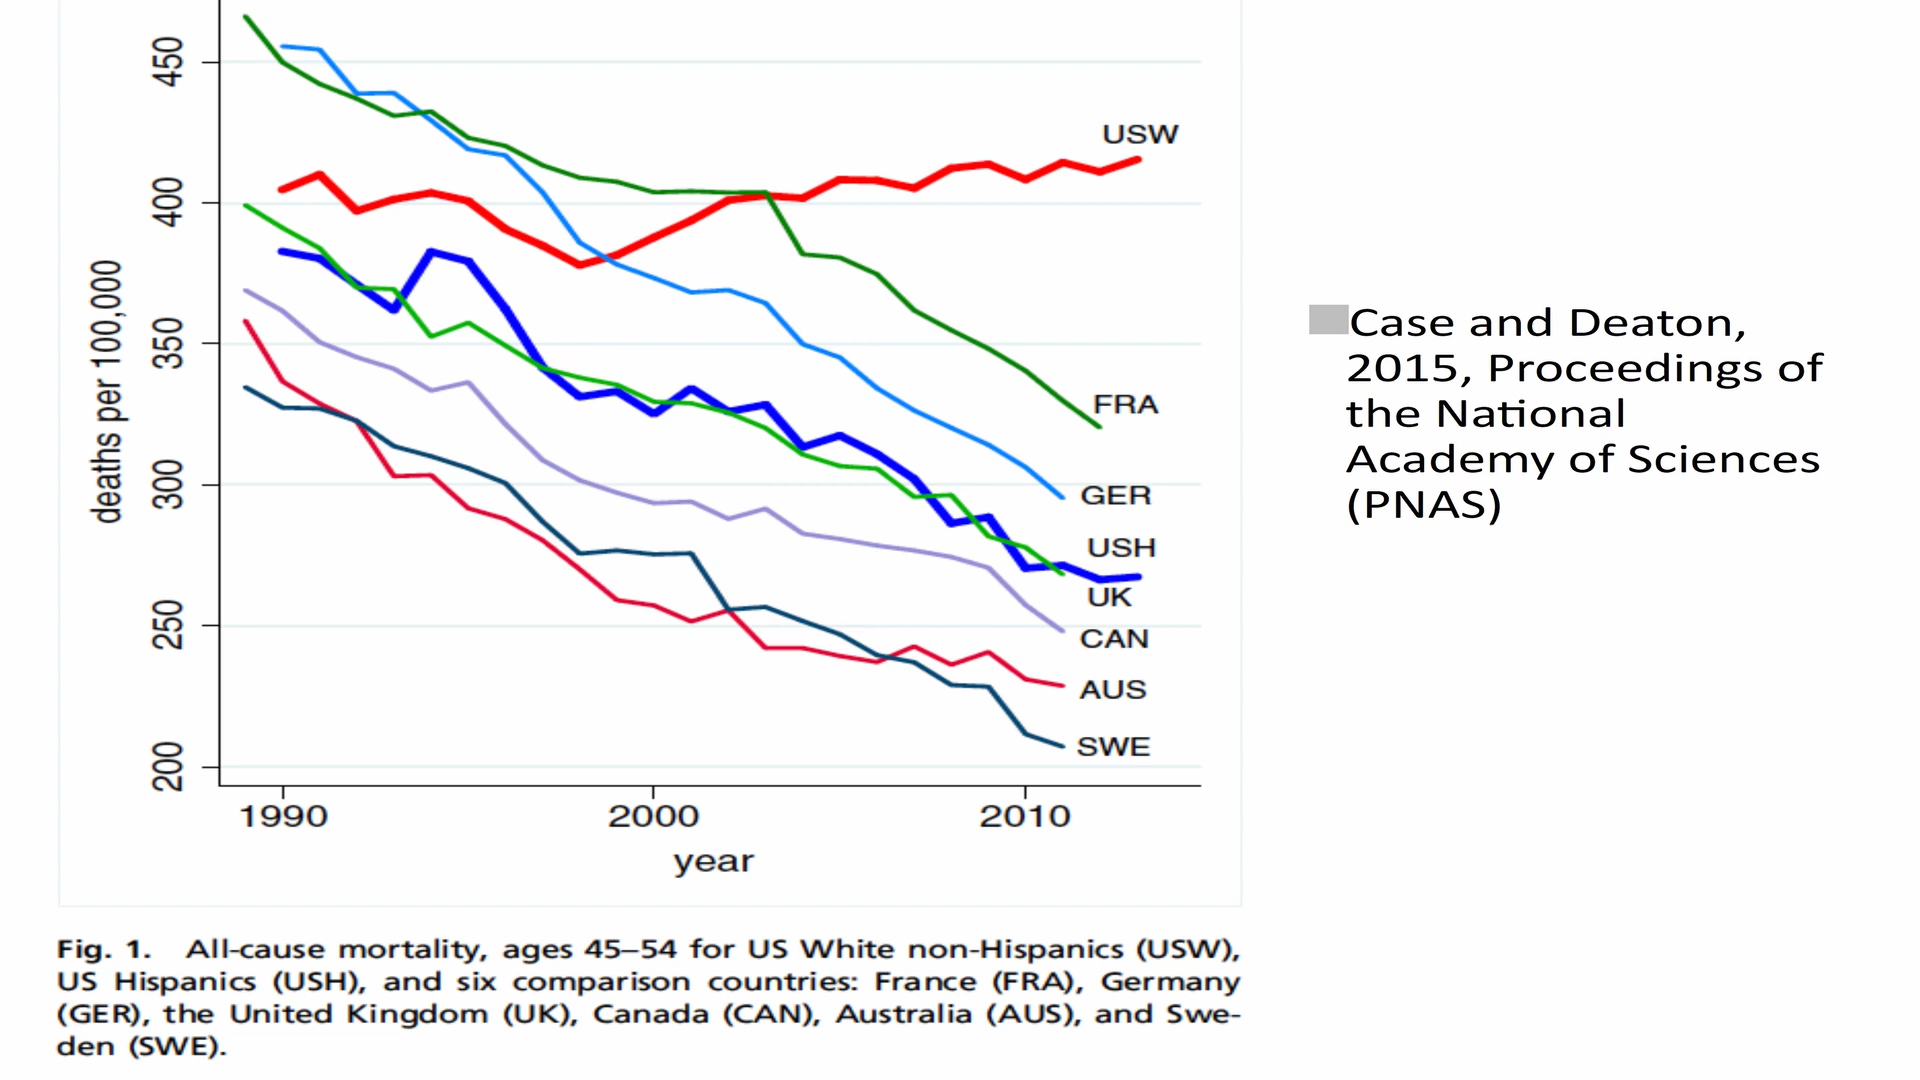 450
400
350
300
250
200
deaths per 100,000
USW
FRA
GER
USH
UK
CAN
AUS
SWE
1990 2000 2010
year
Fig. 1. All-cause mortality, ages 45–54 for US White non-Hispanics (USW),
US Hispanics (USH), and six comparison countries: France (FRA), Germany
(GER), the United Kingdom (UK), Canada (CAN), Australia (AUS), and Swe-
den (SWE).
Case and Deaton,
2015, Proceedings of
the National
Academy of Sciences
(PNAS)